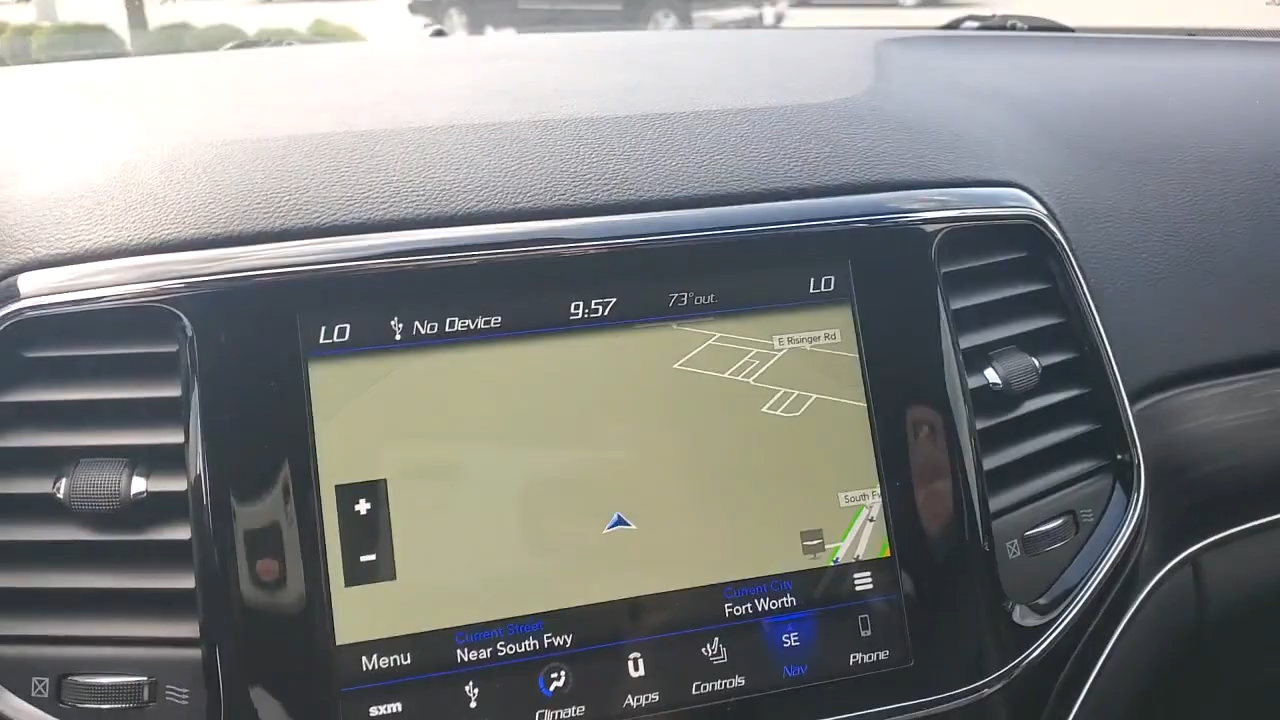 LO
No Device
9:57
73°out.
LO
E Risinger Rd
South
Current City
Fort Worth
Current Street
Near South Fwy
Menu
sxm
Climate
Apps
Controls
SE
Nav
Phone